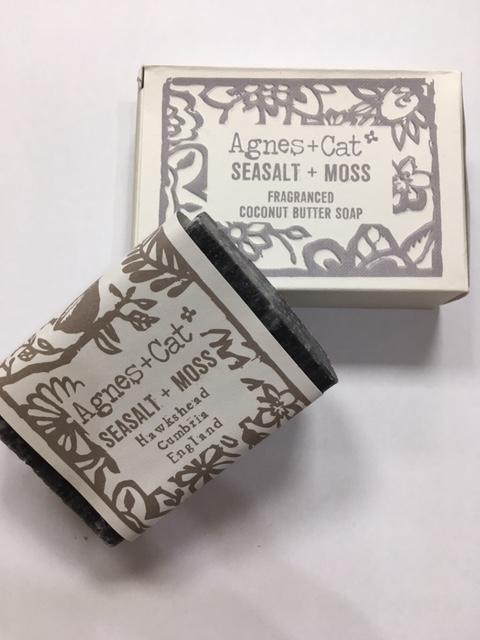 Agnes+Cat
SEASALT + MOSS
FRAGRANCED
COCONUT BUTTER SOAP
Agnes+Cat
SEASALT + MOSS
Hawkshead
Cumbria
England